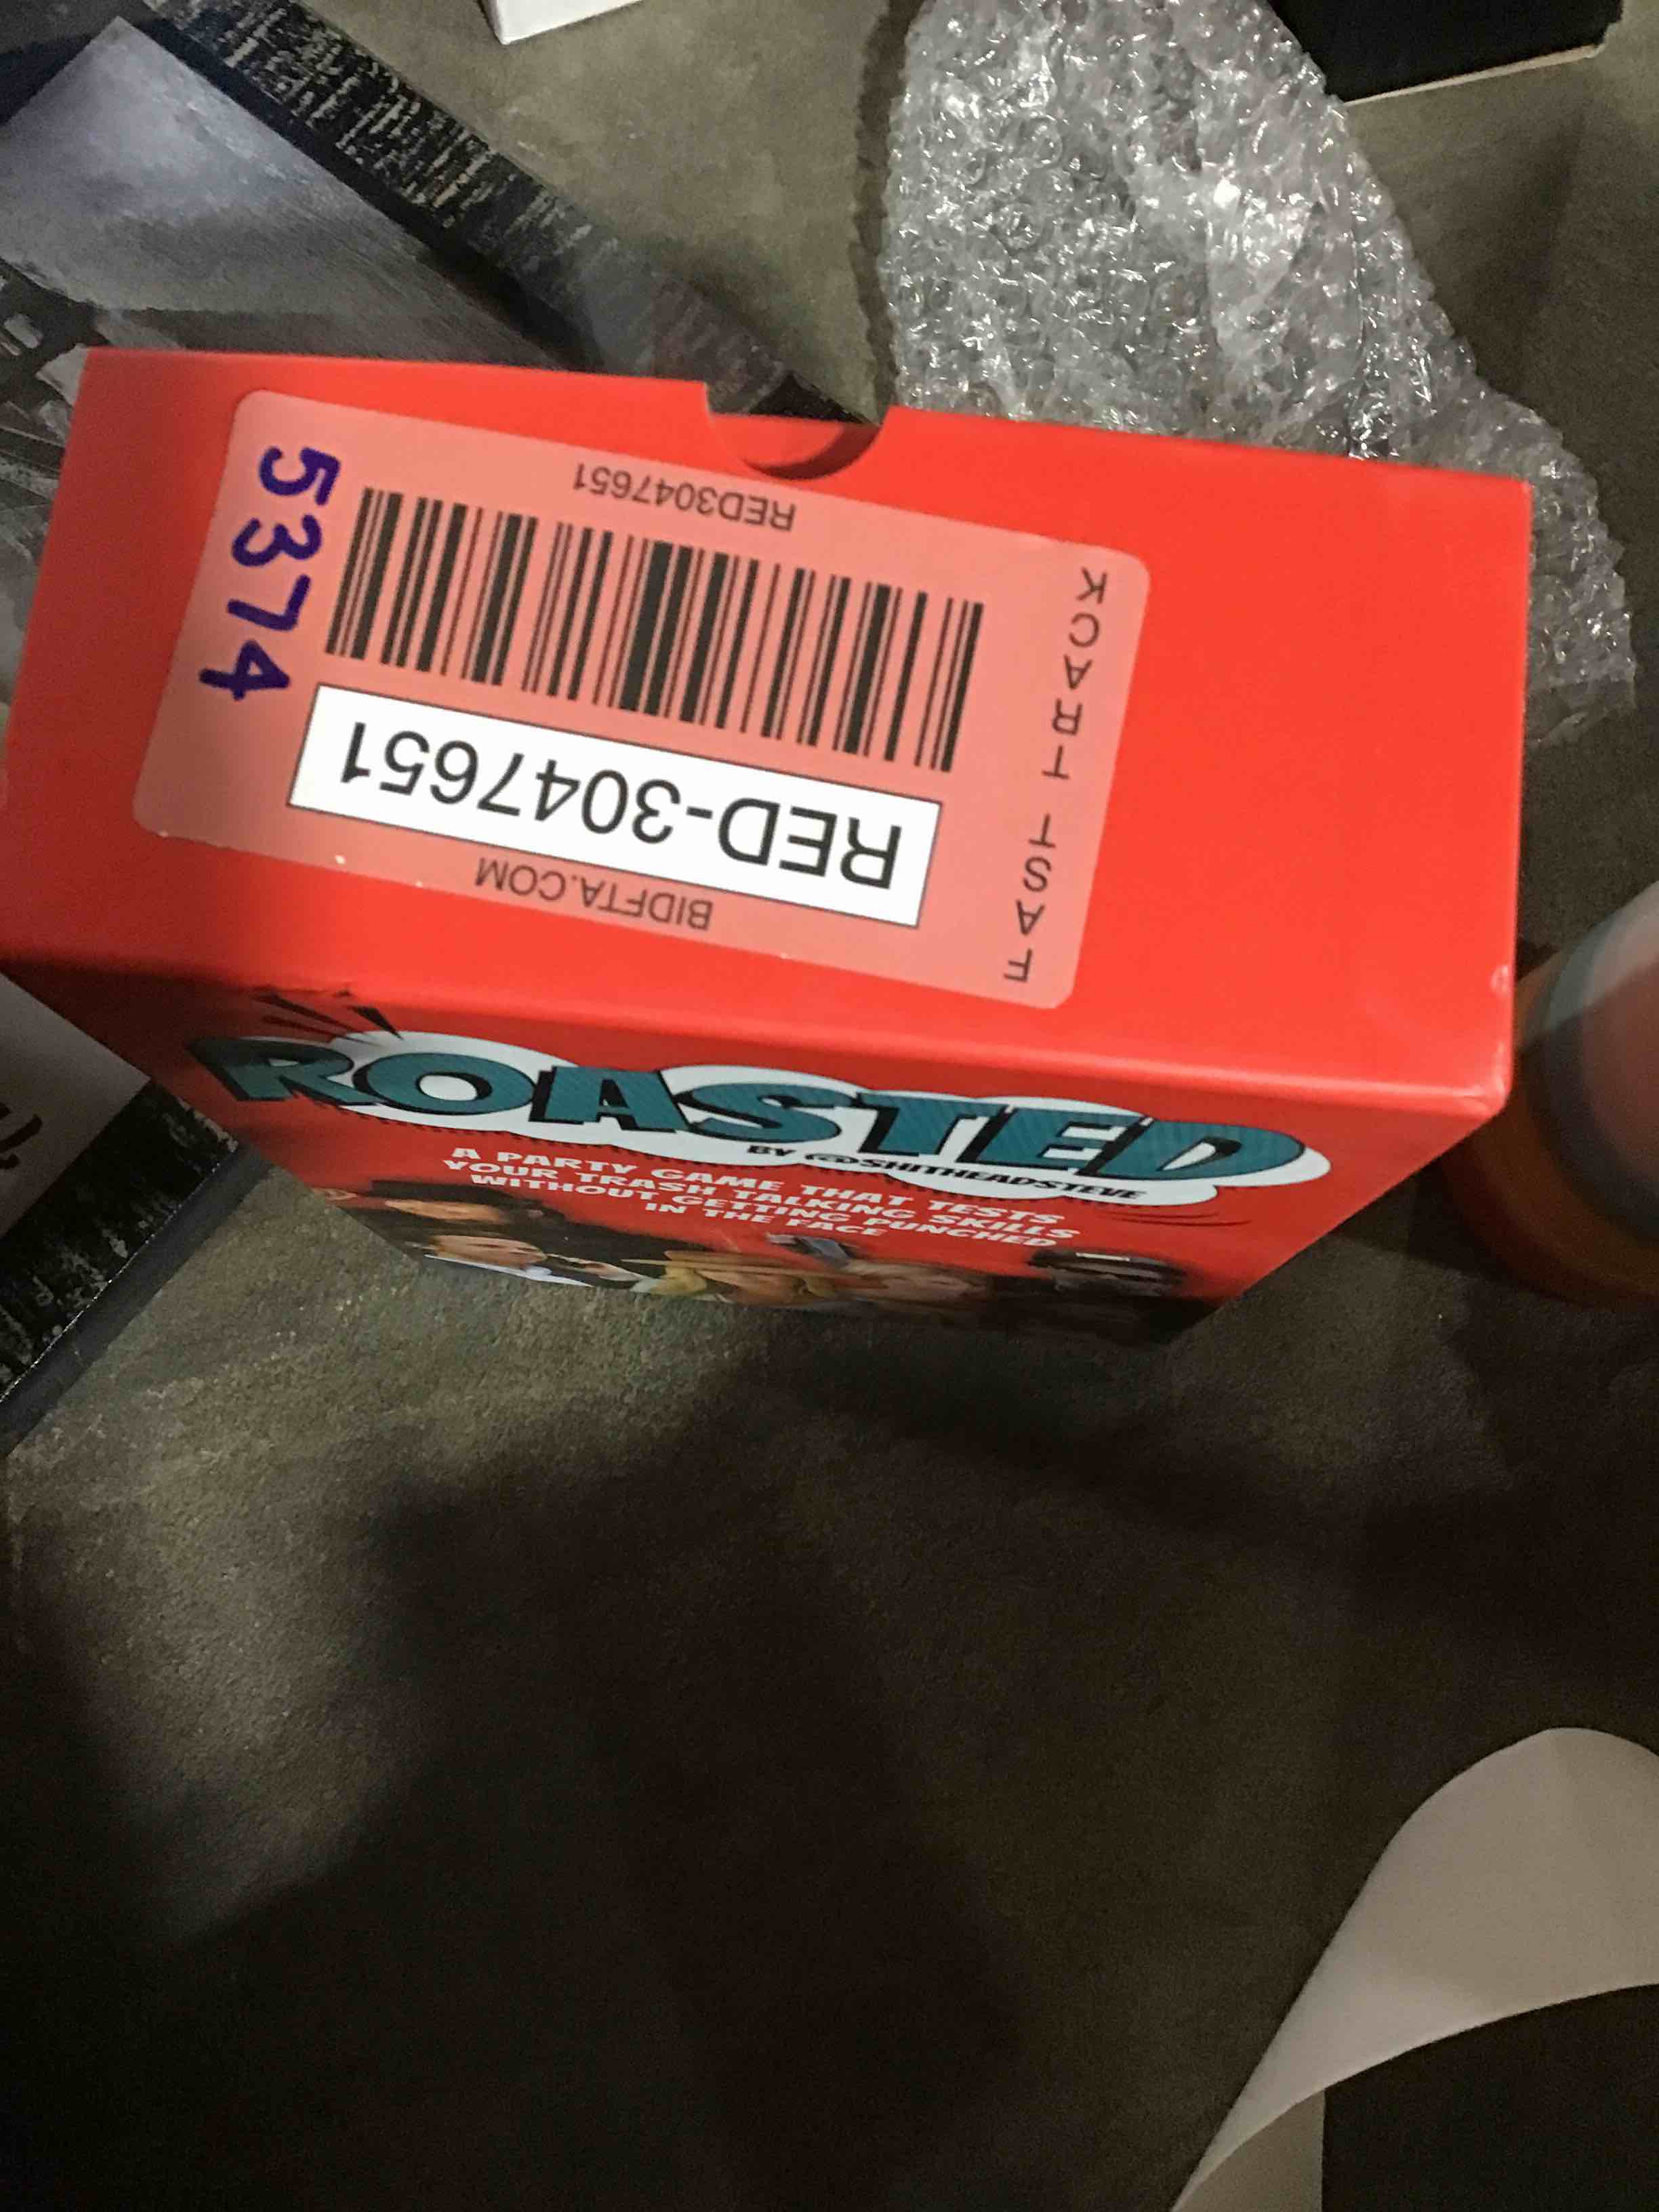 5374
RED3047651
RED-3047651
BIDFTA.COM
FAST TRACK
ROASTED
BY @SHITHEADSTEVE
A PARTY GAME THAT TESTS
YOUR TRASH TALKING SKILLS
WITHOUT GETTING PUNCHED
IN THE FACE